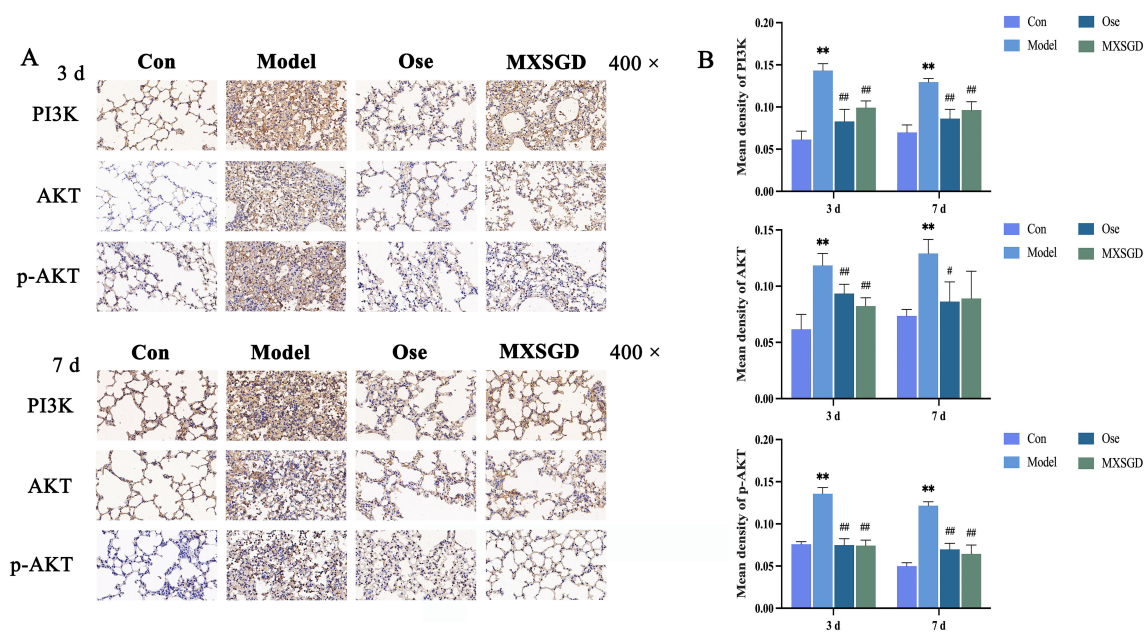 A
3 d
Con Model Ose MXSGD 400 ×
PI3K
AKT
p-AKT
7 d
Con Model Ose MXSGD 400 ×
PI3K
AKT
p-AKT
B
Mean density of PI3K
0.20
0.15
0.10
0.05
0.00
** ## ## ** ## ##
3 d 7 d
Con Ose
Model MXSGD
Mean density of AKT
0.15
0.10
0.05
0.00
** ## ## ** #
3 d 7 d
Con Ose
Model MXSGD
Mean density of p-AKT
0.20
0.15
0.10
0.05
0.00
** ## ## ** ## ##
3 d 7 d
Con Ose
Model MXSGD